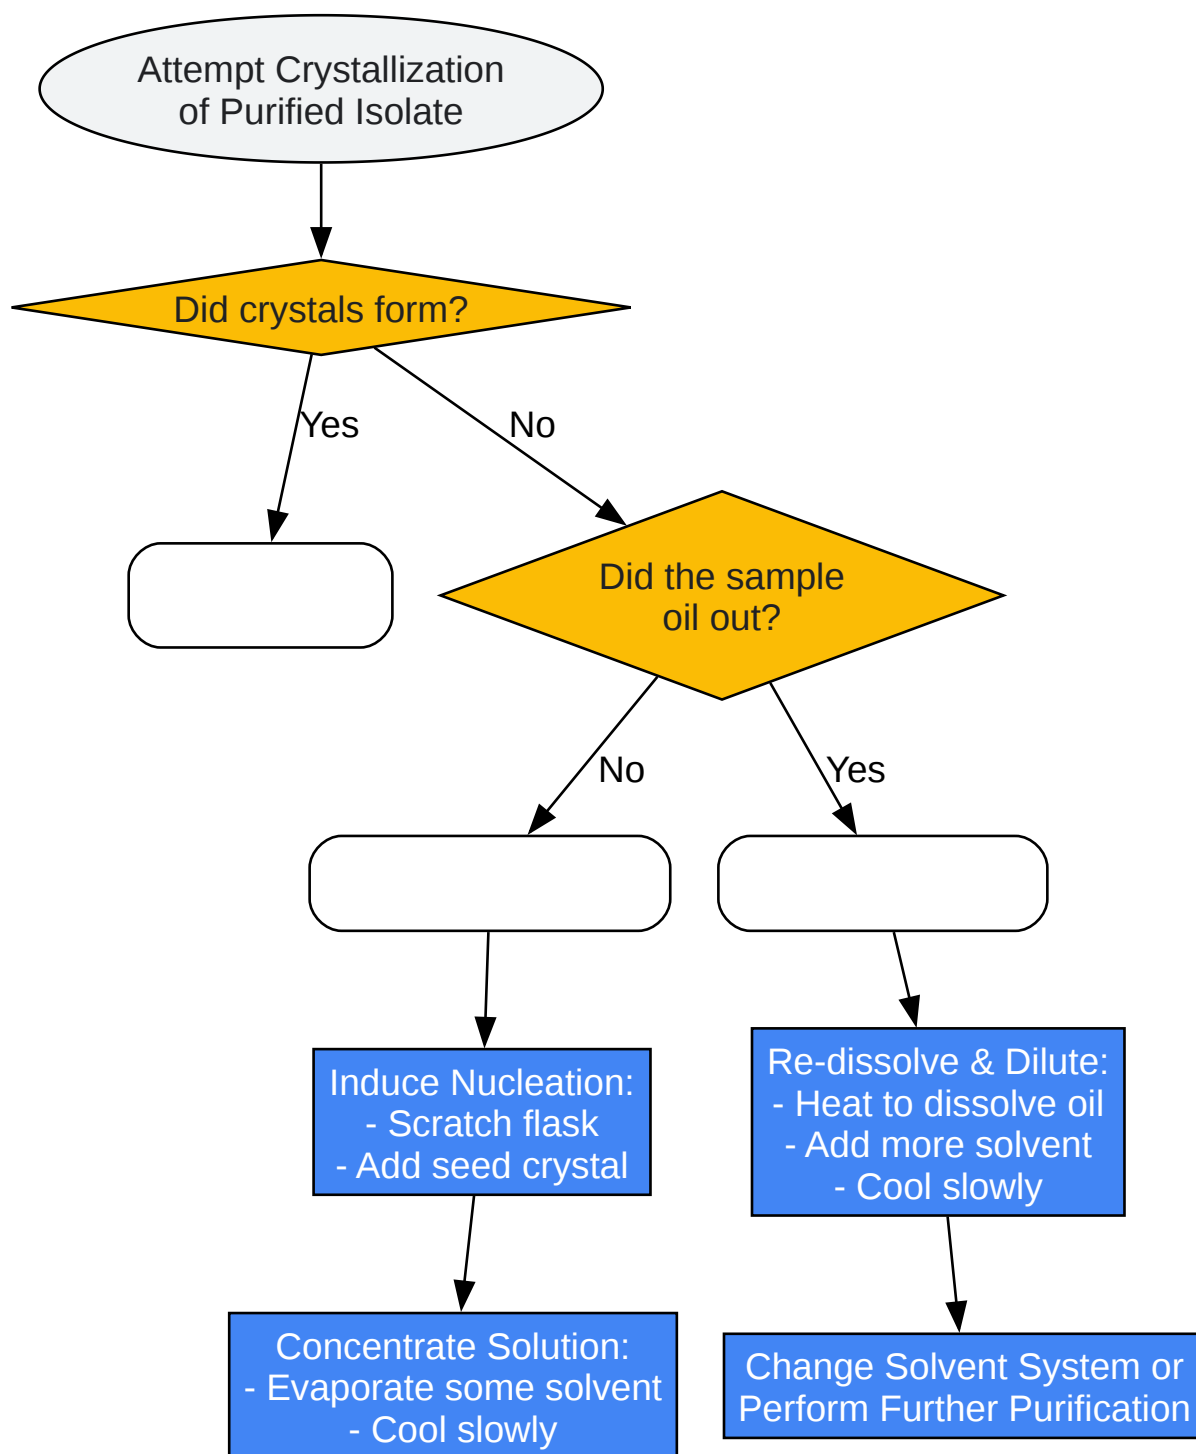 Attempt Crystallization
of Purified Isolate
Did crystals form?
Yes
No
Did the sample
oil out?
No
Yes
Induce Nucleation:
- Scratch flask
- Add seed crystal
Re-dissolve & Dilute:
- Heat to dissolve oil
- Add more solvent
- Cool slowly
Concentrate Solution:
- Evaporate some solvent
- Cool slowly
Change Solvent System or
Perform Further Purification